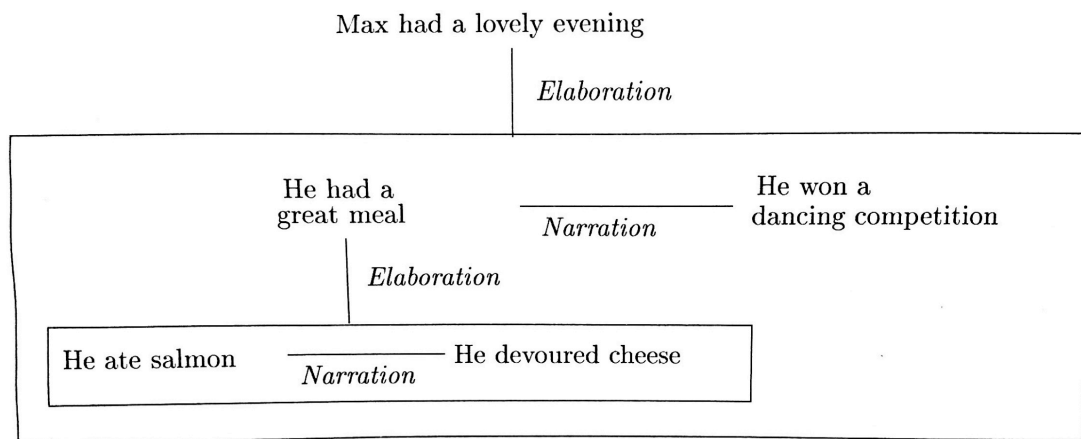 Max had a lovely evening
Elaboration
He had a
great meal
Narration
He won a
dancing competition
Elaboration
He ate salmon
Narration
He devoured cheese